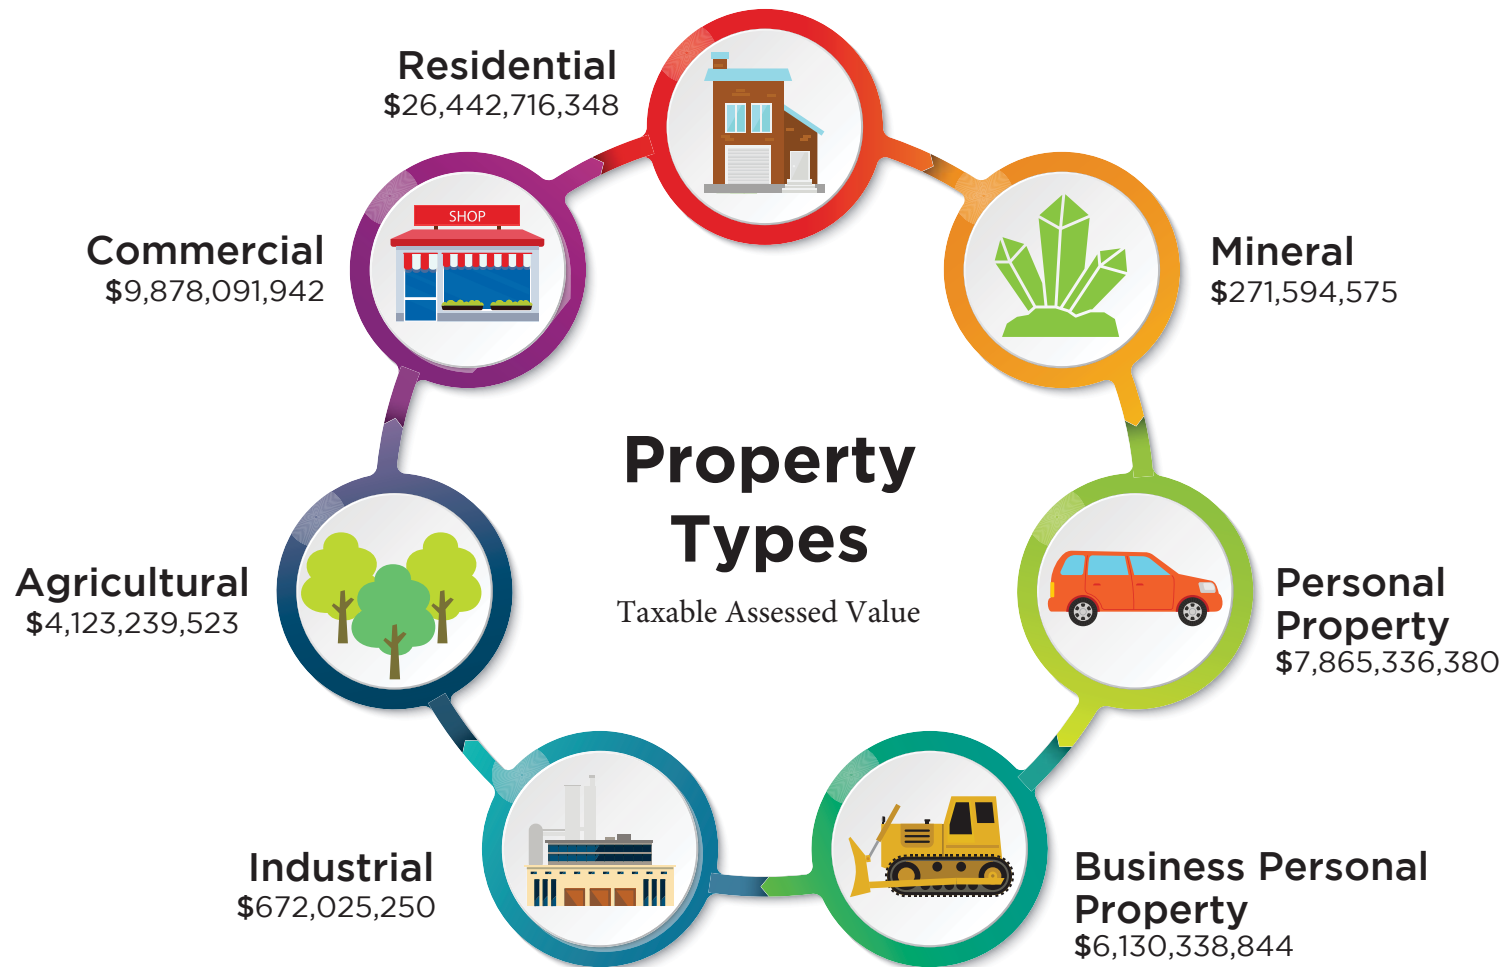 Residential
$26,442,716,348
SHOP
Commercial
$9,878,091,942
Mineral
$271,594,575
Property
Types
Taxable Assessed Value
Agricultural
$4,123,239,523
Personal
Property
$7,865,336,380
Industrial
$672,025,250
Business Personal
Property
$6,130,338,844